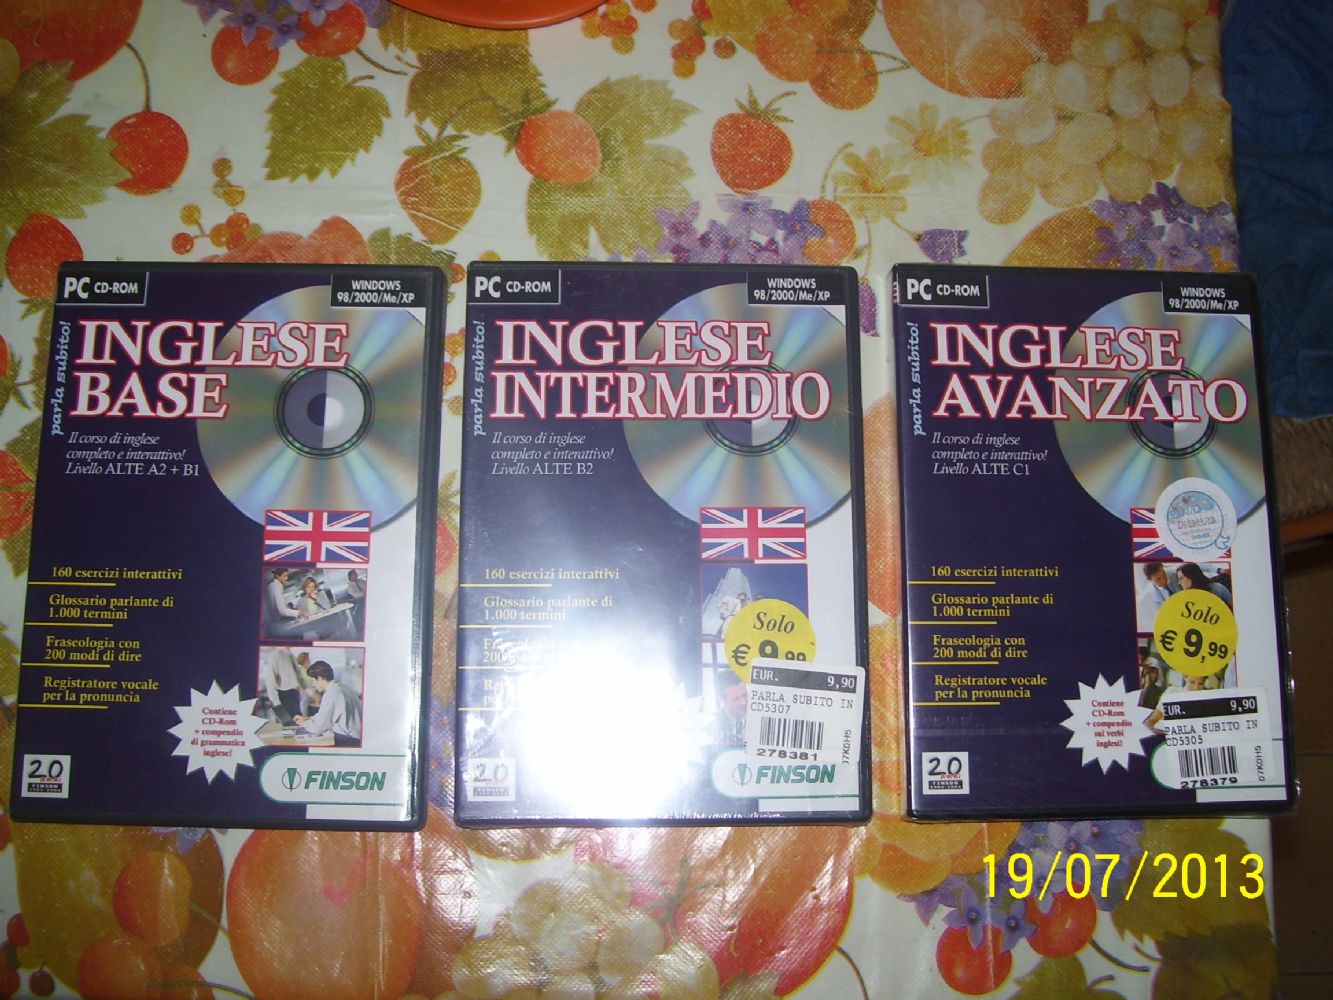 PC CD-ROM
WINDOWS
98/2000/Me/XP
parla subito!
INGLESE
BASE
Il corso di inglese
completo e interattivo!
Livello ALTE A2 + B1
160 esercizi interattivi
Glossario parlante di
1.000 termini
Fraseologia con
200 modi di dire
Registratore vocale
per la pronuncia
Contiene
CD-Rom
+ compendio
di grammatica
inglese!
20
FINSON
FINSON
PC CD-ROM
WINDOWS
98/2000/Me/XP
parla subito!
INGLESE
INTERMEDIO
Il corso di inglese
completo e interattivo!
Livello ALTE B2
160 esercizi interattivi
Glossario parlante di
1.000 termini
Solo
€ 9,99
EUR. 9,90
PARLA SUBITO IN
CD5307
278381
20
FINSON
PC CD-ROM
WINDOWS
98/2000/Me/XP
parla subito!
INGLESE
AVANZATO
Il corso di inglese
completo e interattivo!
Livello ALTE C1
Didattica
160 esercizi interattivi
Glossario parlante di
1.000 termini
Fraseologia con
200 modi di dire
Registratore vocale
per la pronuncia
Solo
€ 9,99
Contiene
CD-Rom
+ compendio
sui verbi
inglesi!
EUR. 9,90
PARLA SUBITO IN
CD5305
278379
20
FINSON
19/07/2013